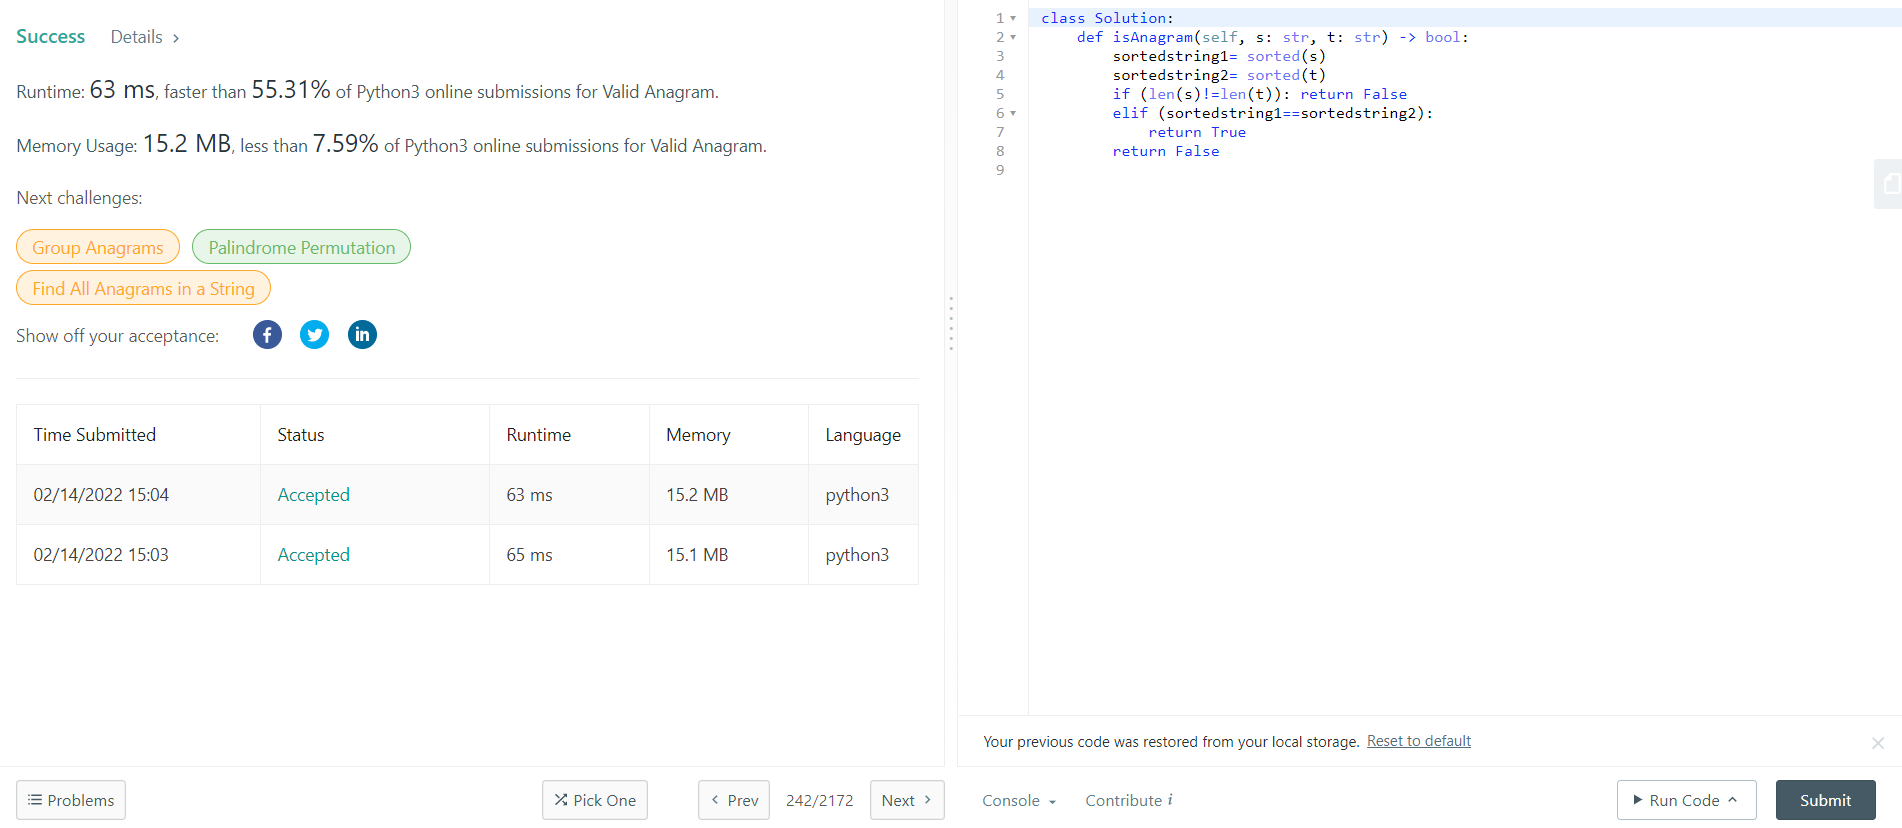 Success Details >
Runtime: 63 ms, faster than 55.31% of Python3 online submissions for Valid Anagram.
Memory Usage: 15.2 MB, less than 7.59% of Python3 online submissions for Valid Anagram.
Next challenges:
Group Anagrams Palindrome Permutation
Find All Anagrams in a String
Show off your acceptance: f in
Time Submitted Status Runtime Memory Language
02/14/2022 15:04 Accepted 63 ms 15.2 MB python3
02/14/2022 15:03 Accepted 65 ms 15.1 MB python3
Problems Pick One < Prev 242/2172 Next >
1 class Solution:
2     def isAnagram(self, s: str, t: str) -> bool:
3         sortedstring1= sorted(s)
4         sortedstring2= sorted(t)
5         if (len(s)!=len(t)): return False
6         elif (sortedstring1==sortedstring2):
7             return True
8         return False
9
Your previous code was restored from your local storage. Reset to default
Console Contribute i Run Code Submit